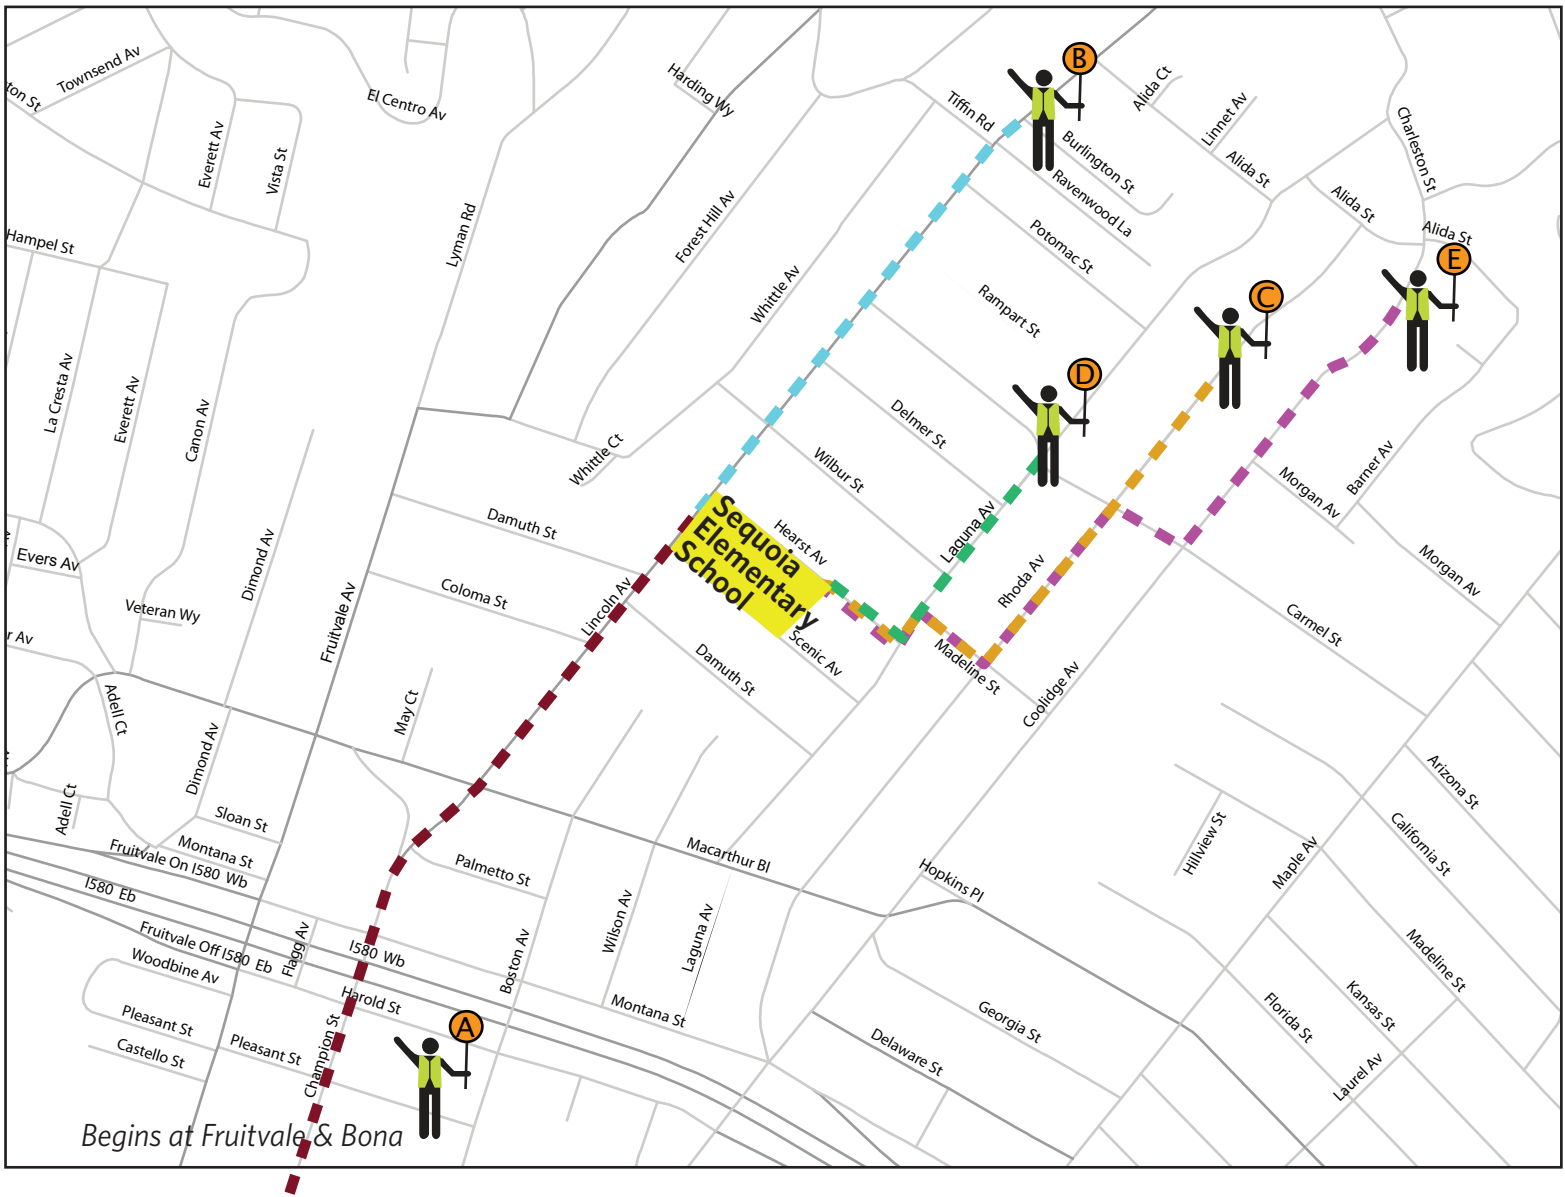 B
Townsend Av
ton St
El Centro Av
Harding Wy
Tiffin Rd
Alida Ct
Linnet Av
Charleston St
Everett Av
Vista St
Burlington St
Alida St
Ravenwood La
Alida St
Alida St
Hampel St
Lyman Rd
Forest Hill Av
Potomac St
E
Whittle Av
Rampart St
C
La Cresta Av
Everett Av
Canon Av
D
Delmer St
Whittle Ct
Wilbur St
Barner Av
Morgan Av
Damuth St
Sequoia
Elementary
School
Hearst Av
Laguna Av
Evers Av
Dimond Av
Coloma St
Lincoln Av
Rhoda Av
Morgan Av
Veteran Wy
Fruitvale Av
Carmel St
r Av
Scenic Av
Damuth St
Madeline St
Coolidge Av
Adell Ct
May Ct
Dimond Av
Adell Ct
Sloan St
Arizona St
Montana St
Fruitvale On I580 Wb
Macarthur Bl
Hillview St
California St
Palmetto St
Hopkins Pl
Maple Av
I580 Eb
Wilson Av
Laguna Av
Fruitvale Off I580 Eb
Flagg Av
I580 Wb
Boston Av
Madeline St
Woodbine Av
Harold St
Montana St
Kansas St
Florida St
Georgia St
Pleasant St
A
Pleasant St
Champion St
Castello St
Delaware St
Laurel Av
Begins at Fruitvale & Bona